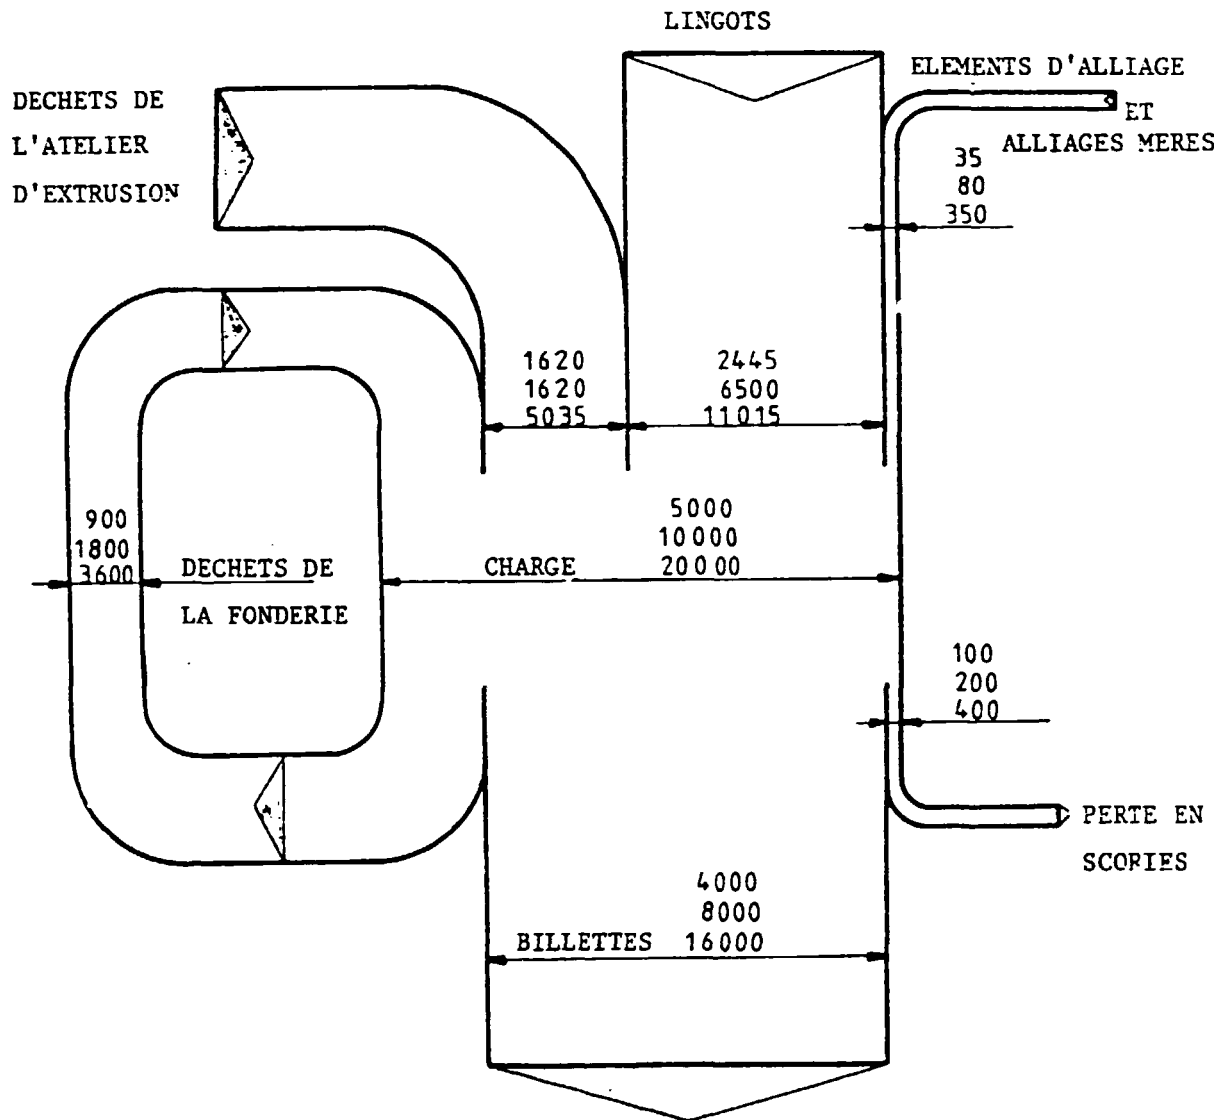 LINGOTS
ELEMENTS D'ALLIAGE
ET
ALLIAGES MERES
DECHETS DE
L'ATELIER
D'EXTRUSION
35
80
350
1620
1620
5035
2445
6500
11015
900
1800
3600
DECHETS DE
LA FONDERIE
CHARGE
5000
10000
20000
100
200
400
PERTE EN
SCORIES
4000
8000
BILLETTES 16000